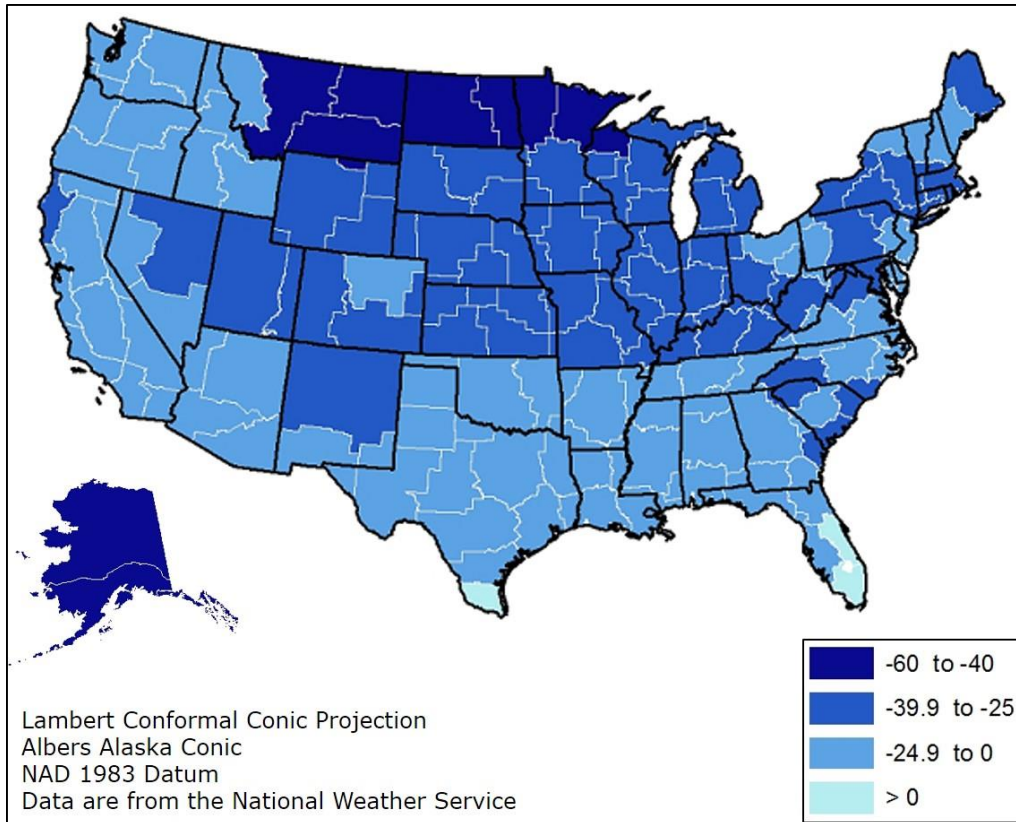 -60 to -40
-39.9 to -25
-24.9 to 0
> 0
Lambert Conformal Conic Projection
Albers Alaska Conic
NAD 1983 Datum
Data are from the National Weather Service